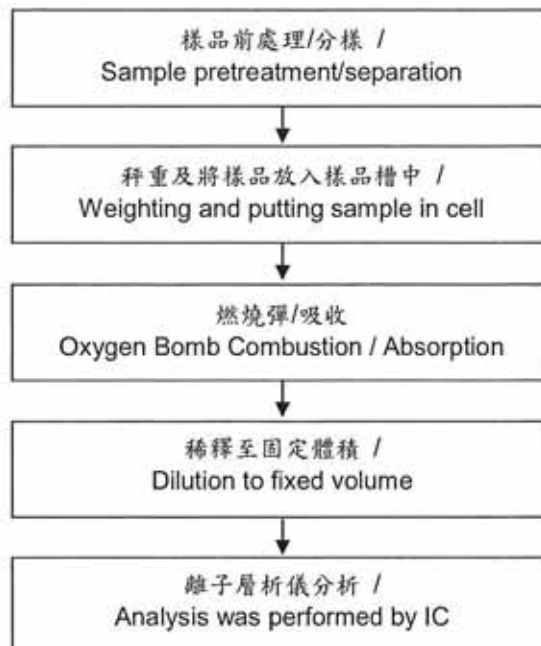 樣品前處理/分樣 /
Sample pretreatment/separation
秤重及將樣品放入樣品槽中 /
Weighting and putting sample in cell
燃燒彈/吸收
Oxygen Bomb Combustion / Absorption
稀釋至固定體積 /
Dilution to fixed volume
離子層析儀分析 /
Analysis was performed by IC